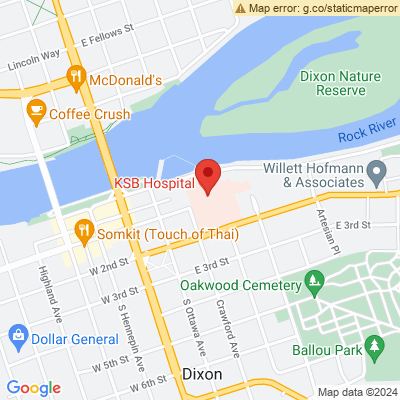 Map error: g.co/staticmaperror
E Fellows St
Lincoln Way
McDonald's
Dixon Nature
Reserve
Coffee Crush
Rock River
KSB Hospital
Willett Hofmann
& Associates
Somkit (Touch of Thai)
E 3rd St
Artesian Pl
W 2nd St
E 3rd St
Highland Ave
Oakwood Cemetery
W 3rd St
S Hennepin Ave
S Ottawa Ave
Crawford Ave
Dollar General
Ballou Park
W 5th St
Dixon
W 6th St
Google
Map data ©2024